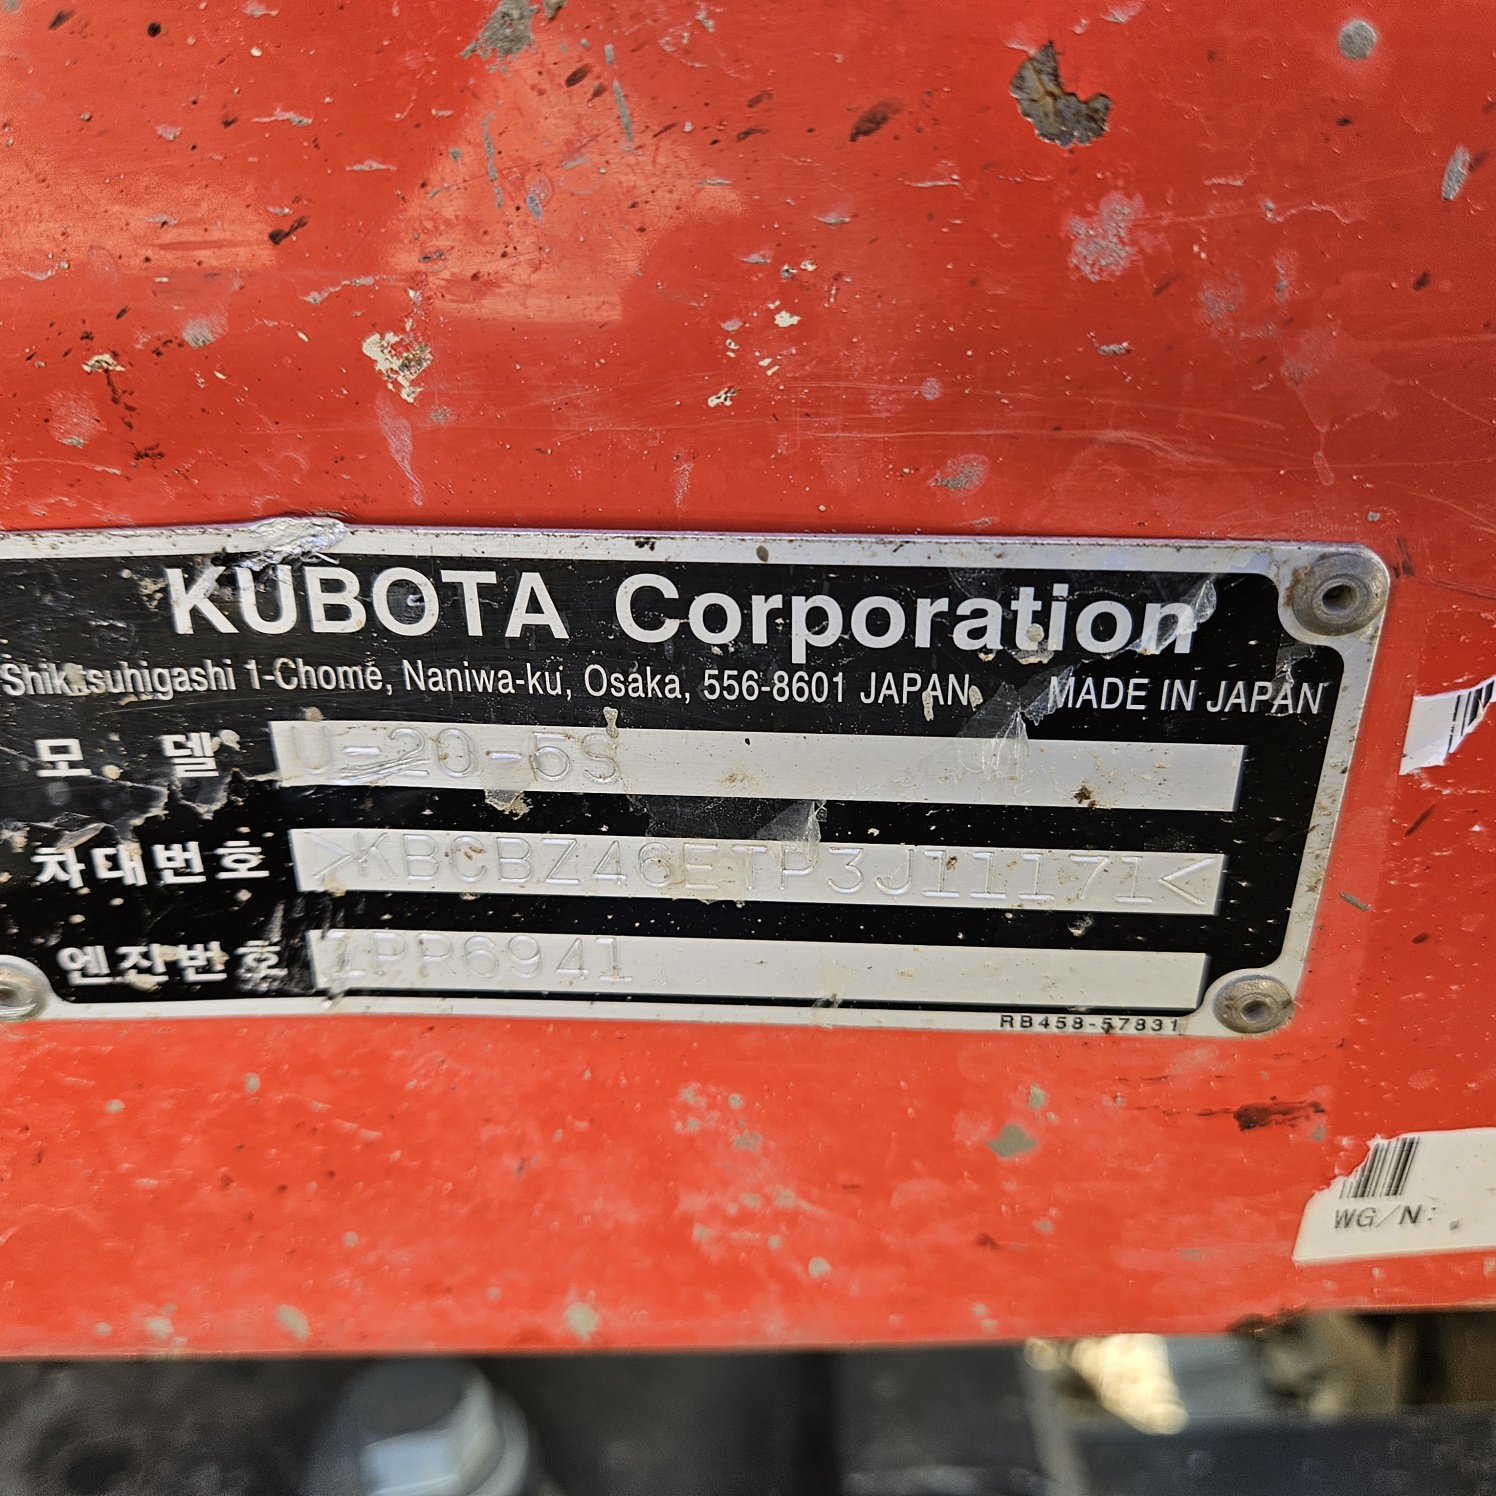 KUBOTA Corporation
Shikitsuhigashi 1-Chome, Naniwa-ku, Osaka, 556-8601 JAPAN. MADE IN JAPAN
모 델 U-20-5S
차대번호 >KBCBZ46ETP3J11171<
엔진번호 1PR6941
RB458-57831
WG/N: